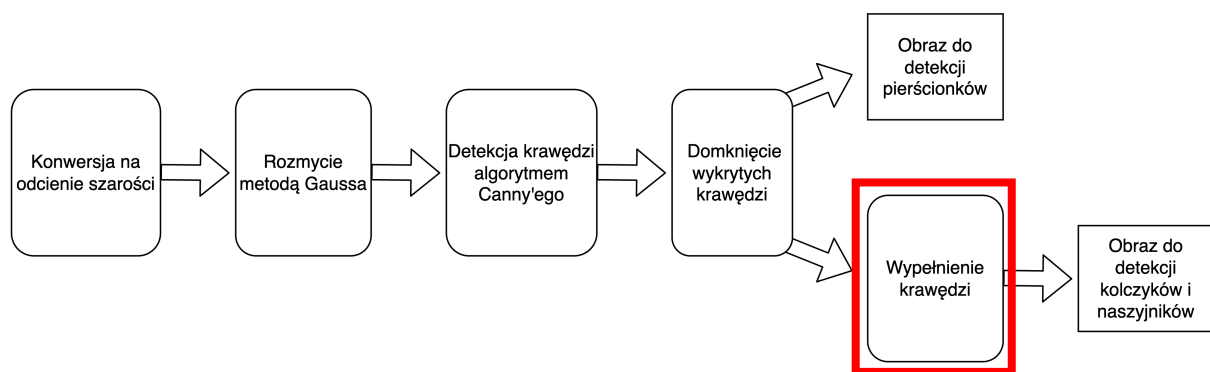 Konwersja na
odcienie szarości
Rozmycie
metodą Gaussa
Detekcja krawędzi
algorytmem
Canny'ego
Domknięcie
wykrytych
krawędzi
Obraz do
detekcji
pierścionków
Wypełnienie
krawędzi
Obraz do
detekcji
kolczyków i
naszyjników